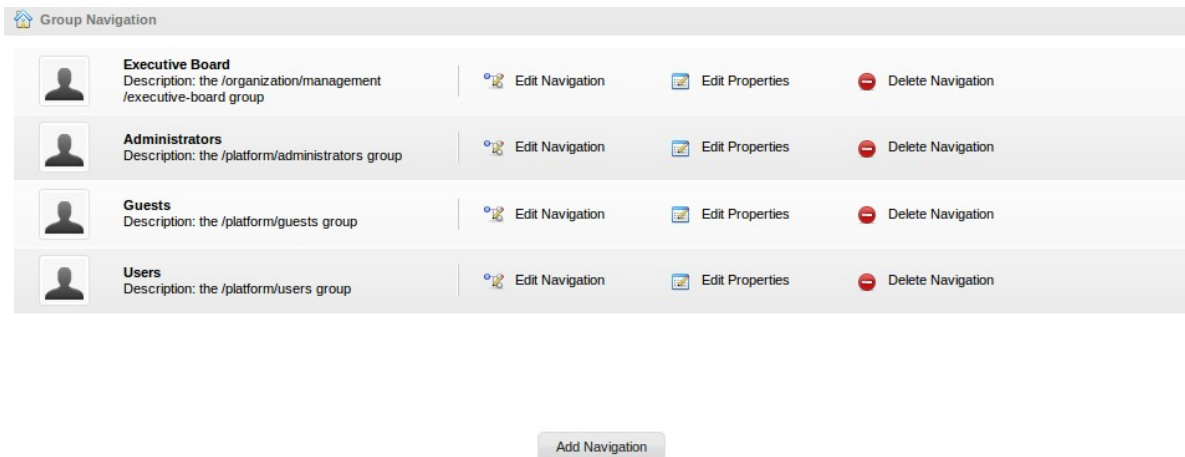 Group Navigation
Executive Board
Description: the /organization/management
/executive-board group
Edit Navigation
Edit Properties
Delete Navigation
Administrators
Description: the /platform/administrators group
Edit Navigation
Edit Properties
Delete Navigation
Guests
Description: the /platform/guests group
Edit Navigation
Edit Properties
Delete Navigation
Users
Description: the /platform/users group
Edit Navigation
Edit Properties
Delete Navigation
Add Navigation